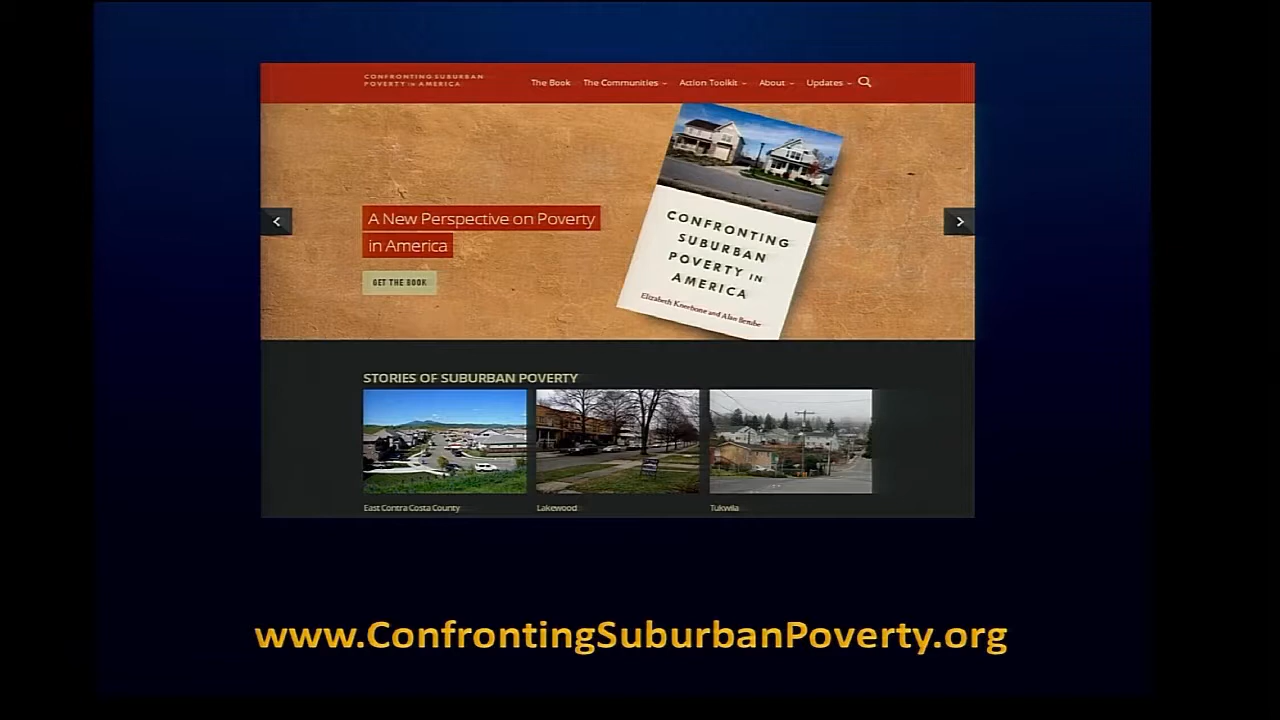 CONFRONTING SUBURBAN
POVERTY IN AMERICA
The Book The Communities Action Toolkit About Updates
A New Perspective on Poverty
in America
GET THE BOOK
CONFRONTING
SUBURBAN
POVERTY IN
AMERICA
Elizabeth Kneebone and Alan Berube
STORIES OF SUBURBAN POVERTY
East Contra Costa County
Lakewood
Tukwila
www.ConfrontingSuburbanPoverty.org